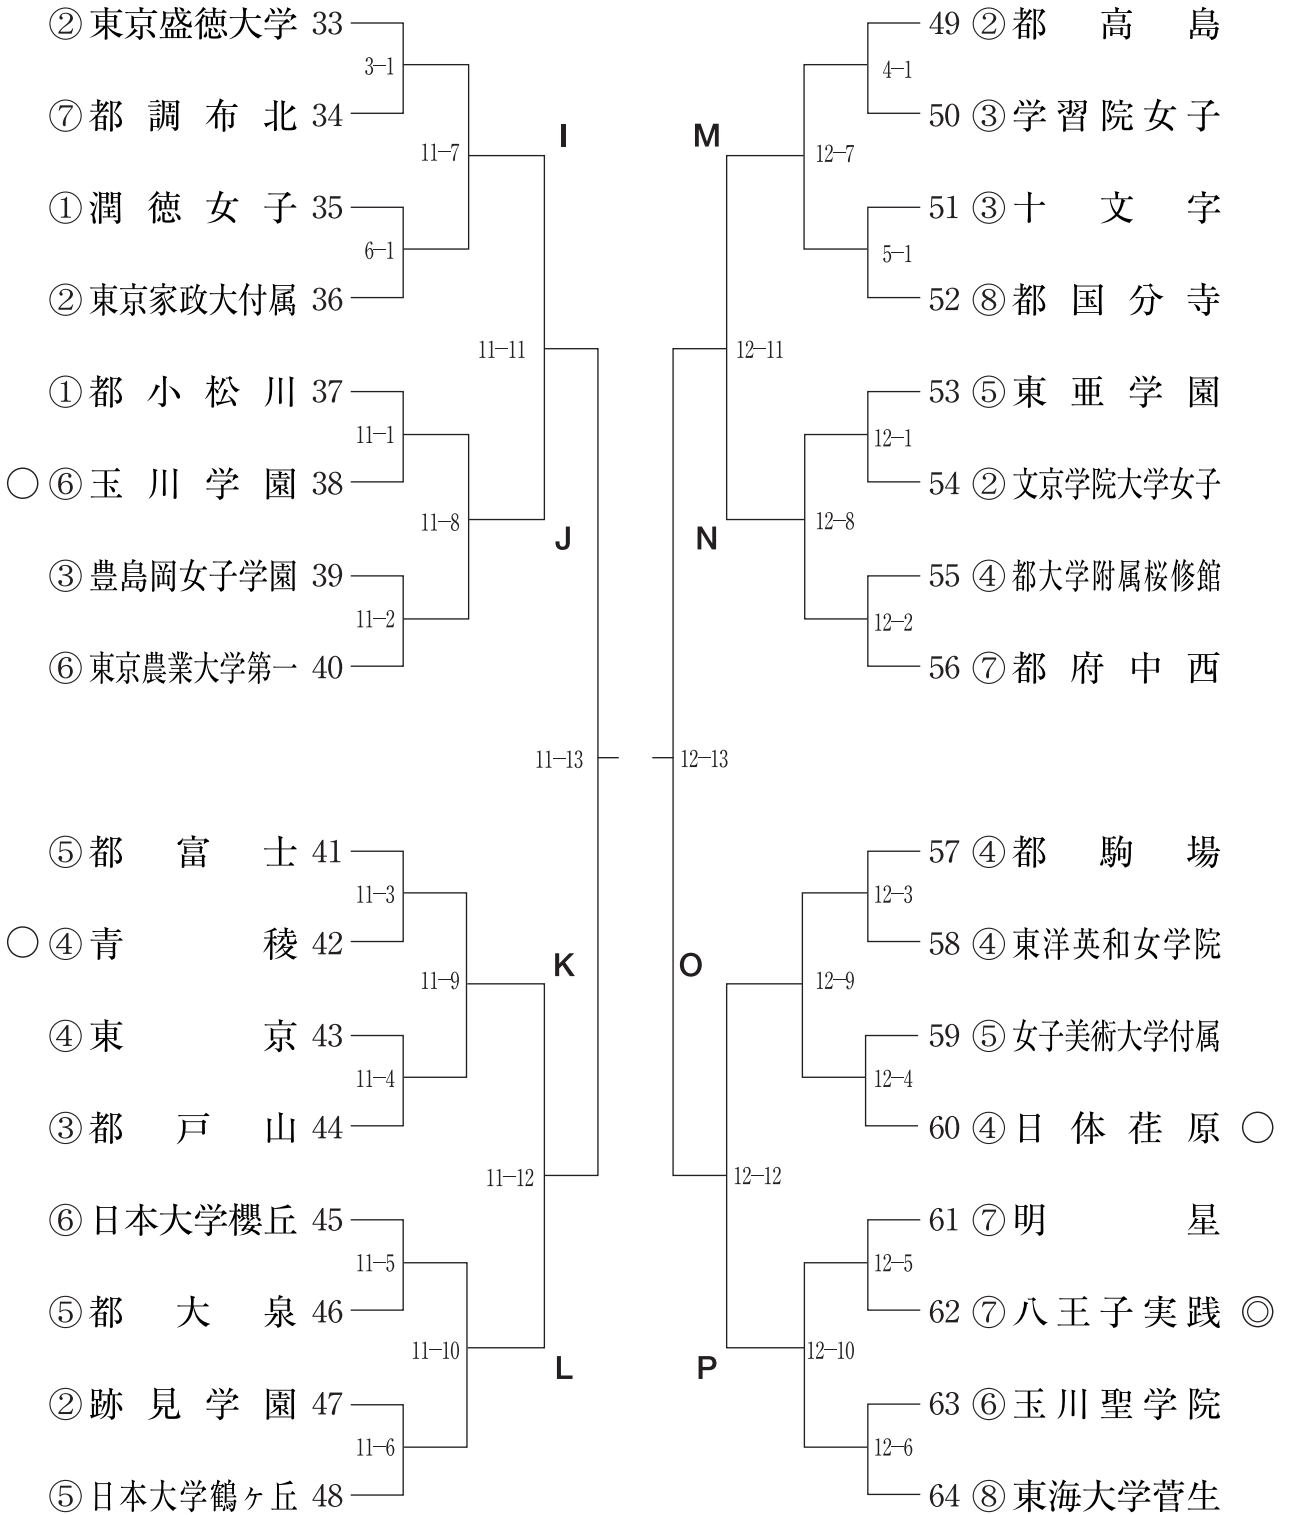 ② 東京盛徳大学 33
3-1
⑦ 都調布北 34
11-7
I
① 潤徳女子 35
6-1
② 東京家政大付属 36
11-11
① 都小松川 37
11-1
○ ⑥ 玉川学園 38
11-8
J
③ 豊島岡女子学園 39
11-2
⑥ 東京農業大学第一 40
11-13
⑤ 都富士 41
11-3
○ ④ 青稜 42
11-9
K
④ 東京 43
11-4
③ 都戸山 44
11-12
⑥ 日本大学櫻丘 45
11-5
⑤ 都大泉 46
11-10
L
② 跡見学園 47
11-6
⑤ 日本大学鶴ヶ丘 48
49 ② 都高島
4-1
50 ③ 学習院女子
M
12-7
51 ③ 十文字
5-1
52 ⑧ 都国分寺
12-11
53 ⑤ 東亜学園
12-1
54 ② 文京学院大学女子
12-8
N
55 ④ 都大学附属桜修館
12-2
56 ⑦ 都府中西
12-13
57 ④ 都駒場
12-3
58 ④ 東洋英和女学院
O
12-9
59 ⑤ 女子美術大学付属
12-4
60 ④ 日体荏原 ○
12-12
61 ⑦ 明星
12-5
62 ⑦ 八王子実践 ◎
12-10
P
63 ⑥ 玉川聖学院
12-6
64 ⑧ 東海大学菅生